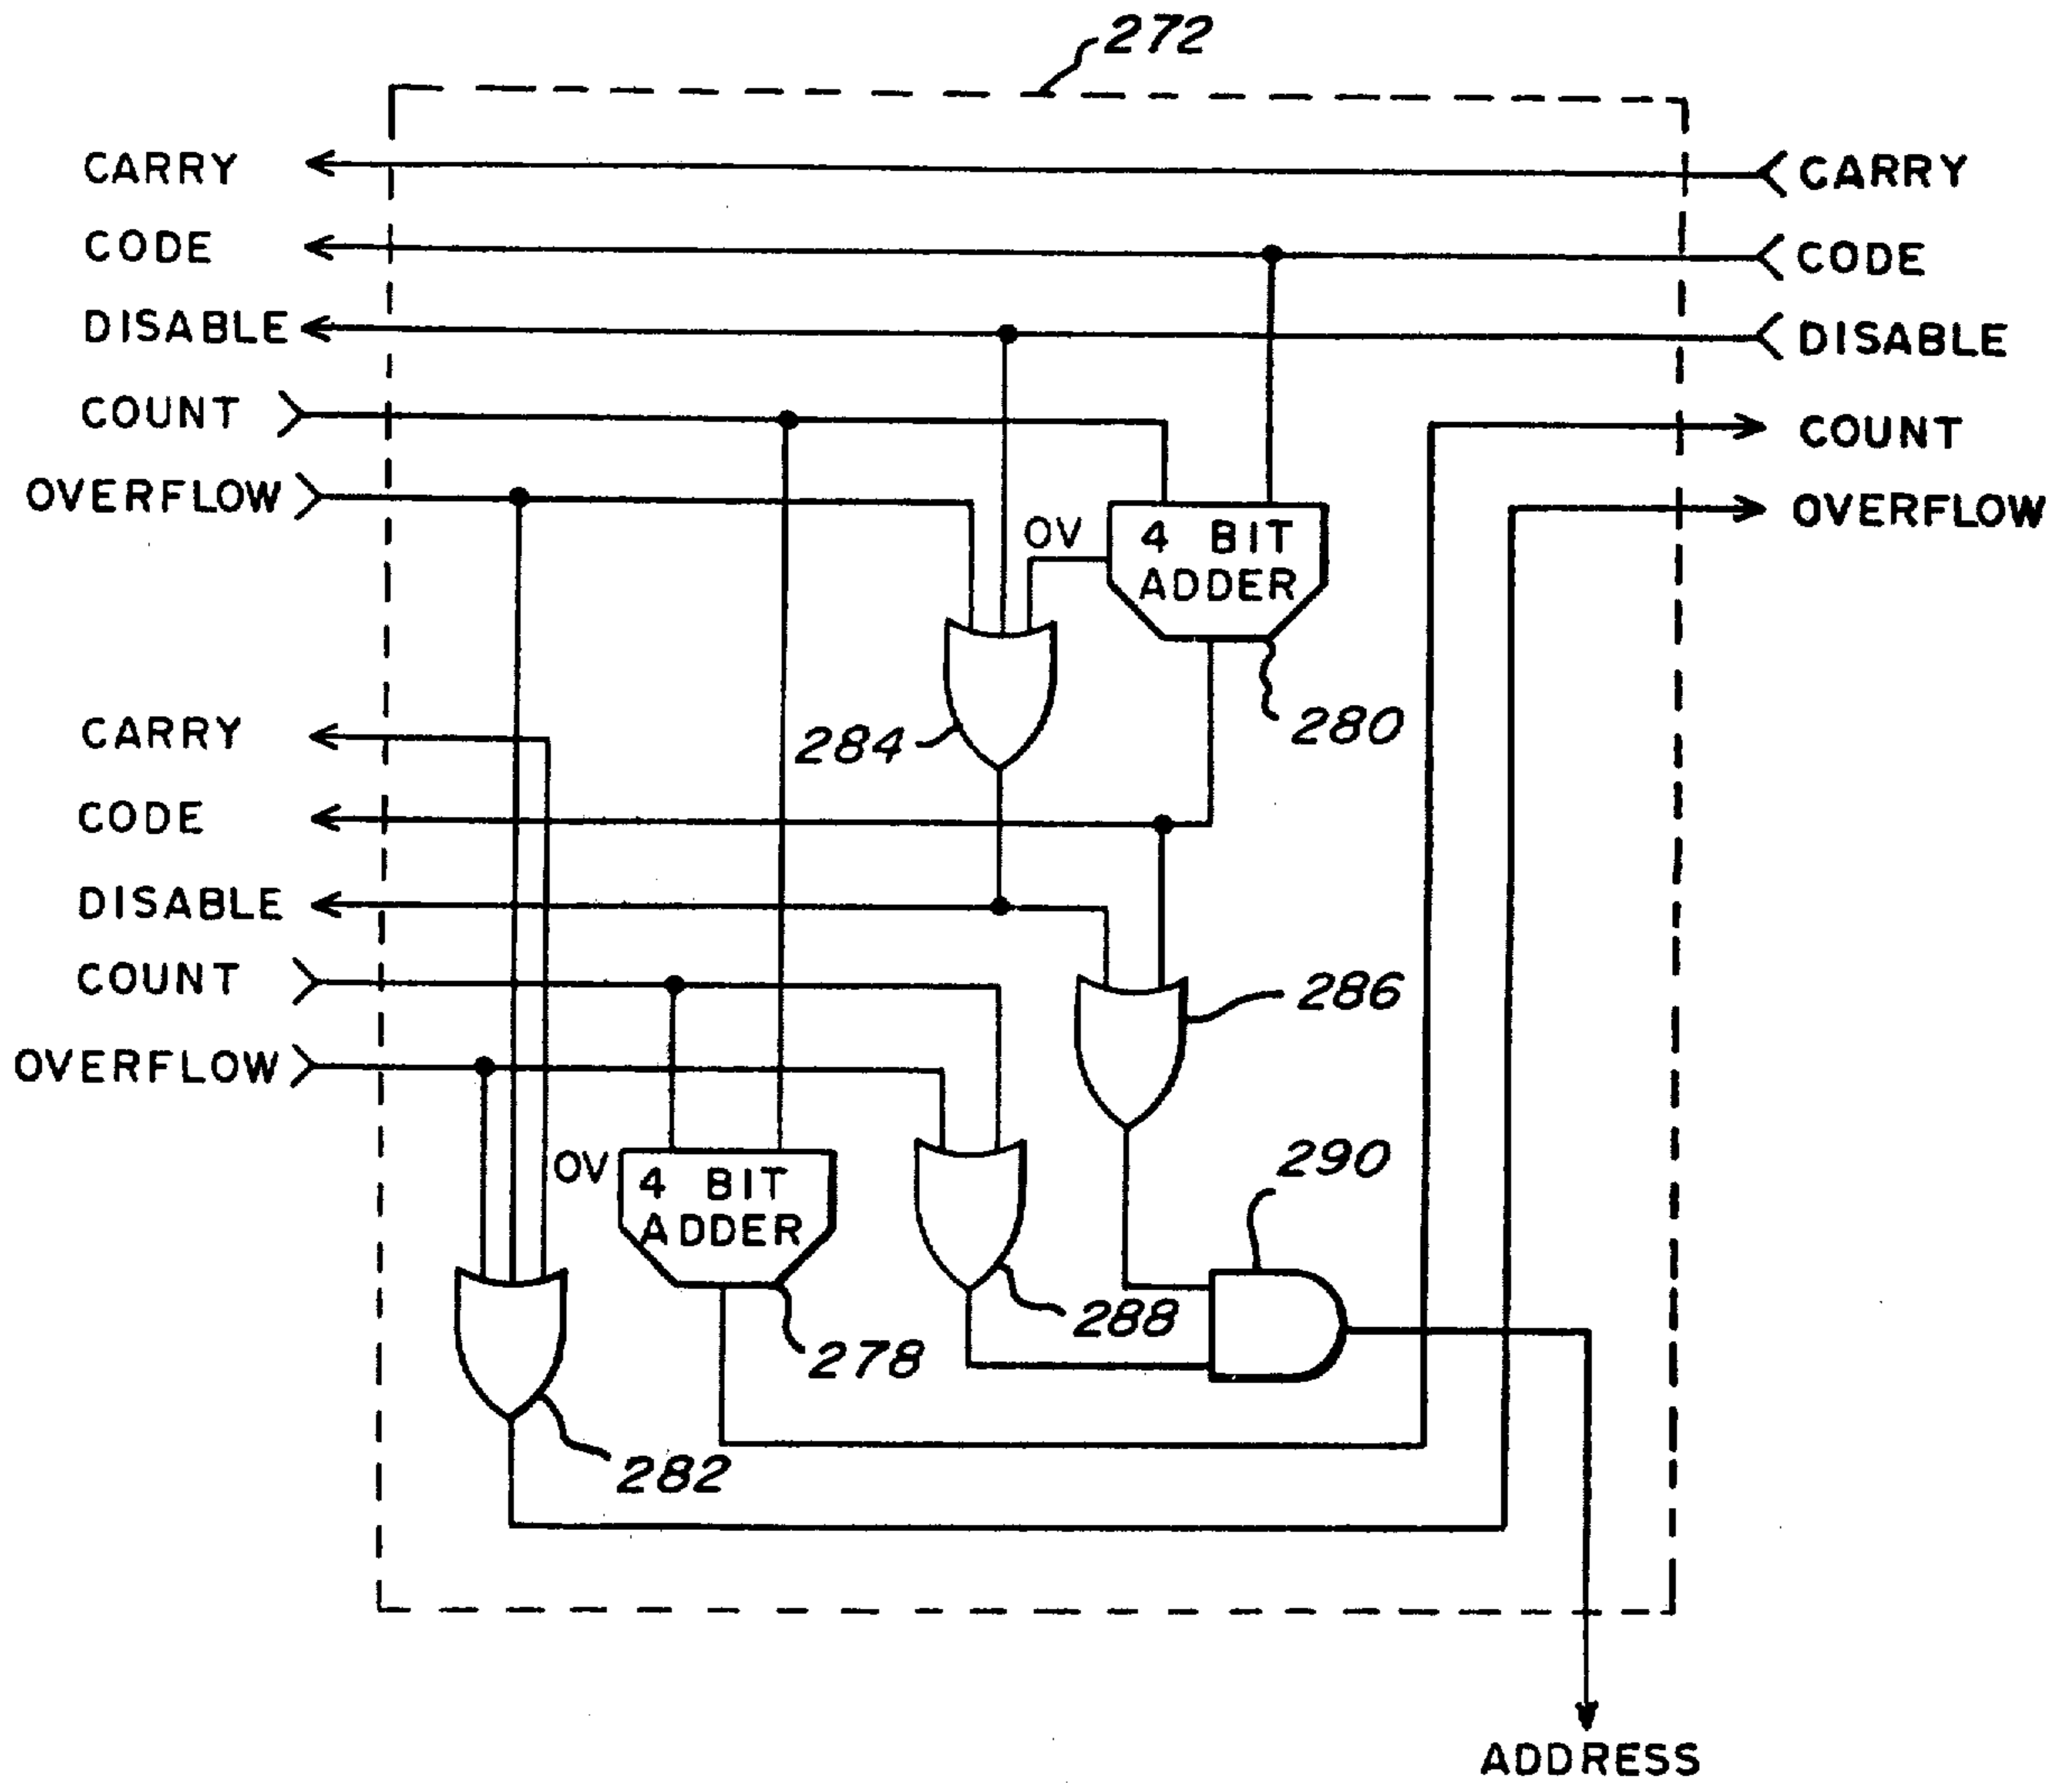 272
CARRY CARRY
CODE CODE
DISABLE DISABLE
COUNT COUNT
OVERFLOW OVERFLOW
OV 4 BIT
ADDER
280
284
CARRY
CODE
DISABLE
COUNT
286
OVERFLOW
290
OV 4 BIT
ADDER
288
278
282
ADDRESS